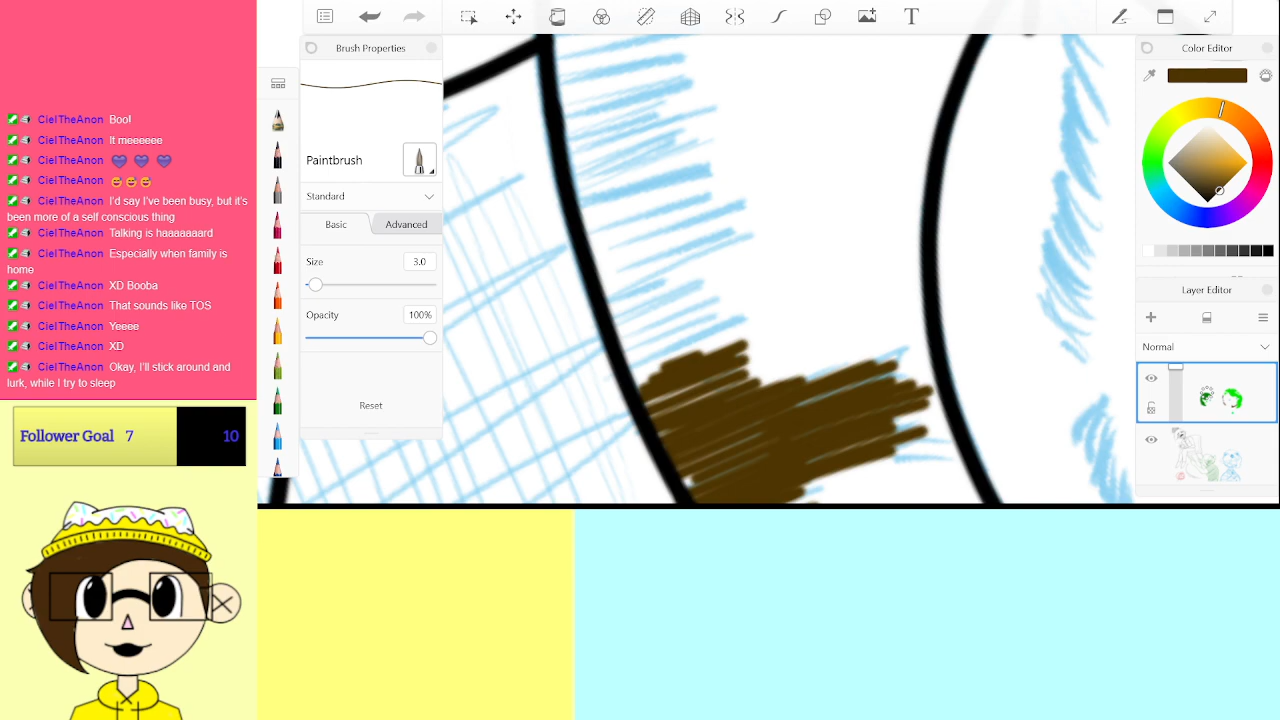 CielTheAnon Boo!
CielTheAnon It meeeeee
CielTheAnon
CielTheAnon
CielTheAnon I'd say I've been busy, but it's
been more of a self conscious thing
CielTheAnon Talking is haaaaaard
CielTheAnon Especially when family is
home
CielTheAnon XD Booba
CielTheAnon That sounds like TOS
CielTheAnon Yeeee
CielTheAnon XD
CielTheAnon Okay, I'll stick around and
lurk, while I try to sleep
Follower Goal 7 10
T
Brush Properties
Paintbrush
Standard
Basic Advanced
Size 3.0
Opacity 100%
Reset
Color Editor
Layer Editor
Normal